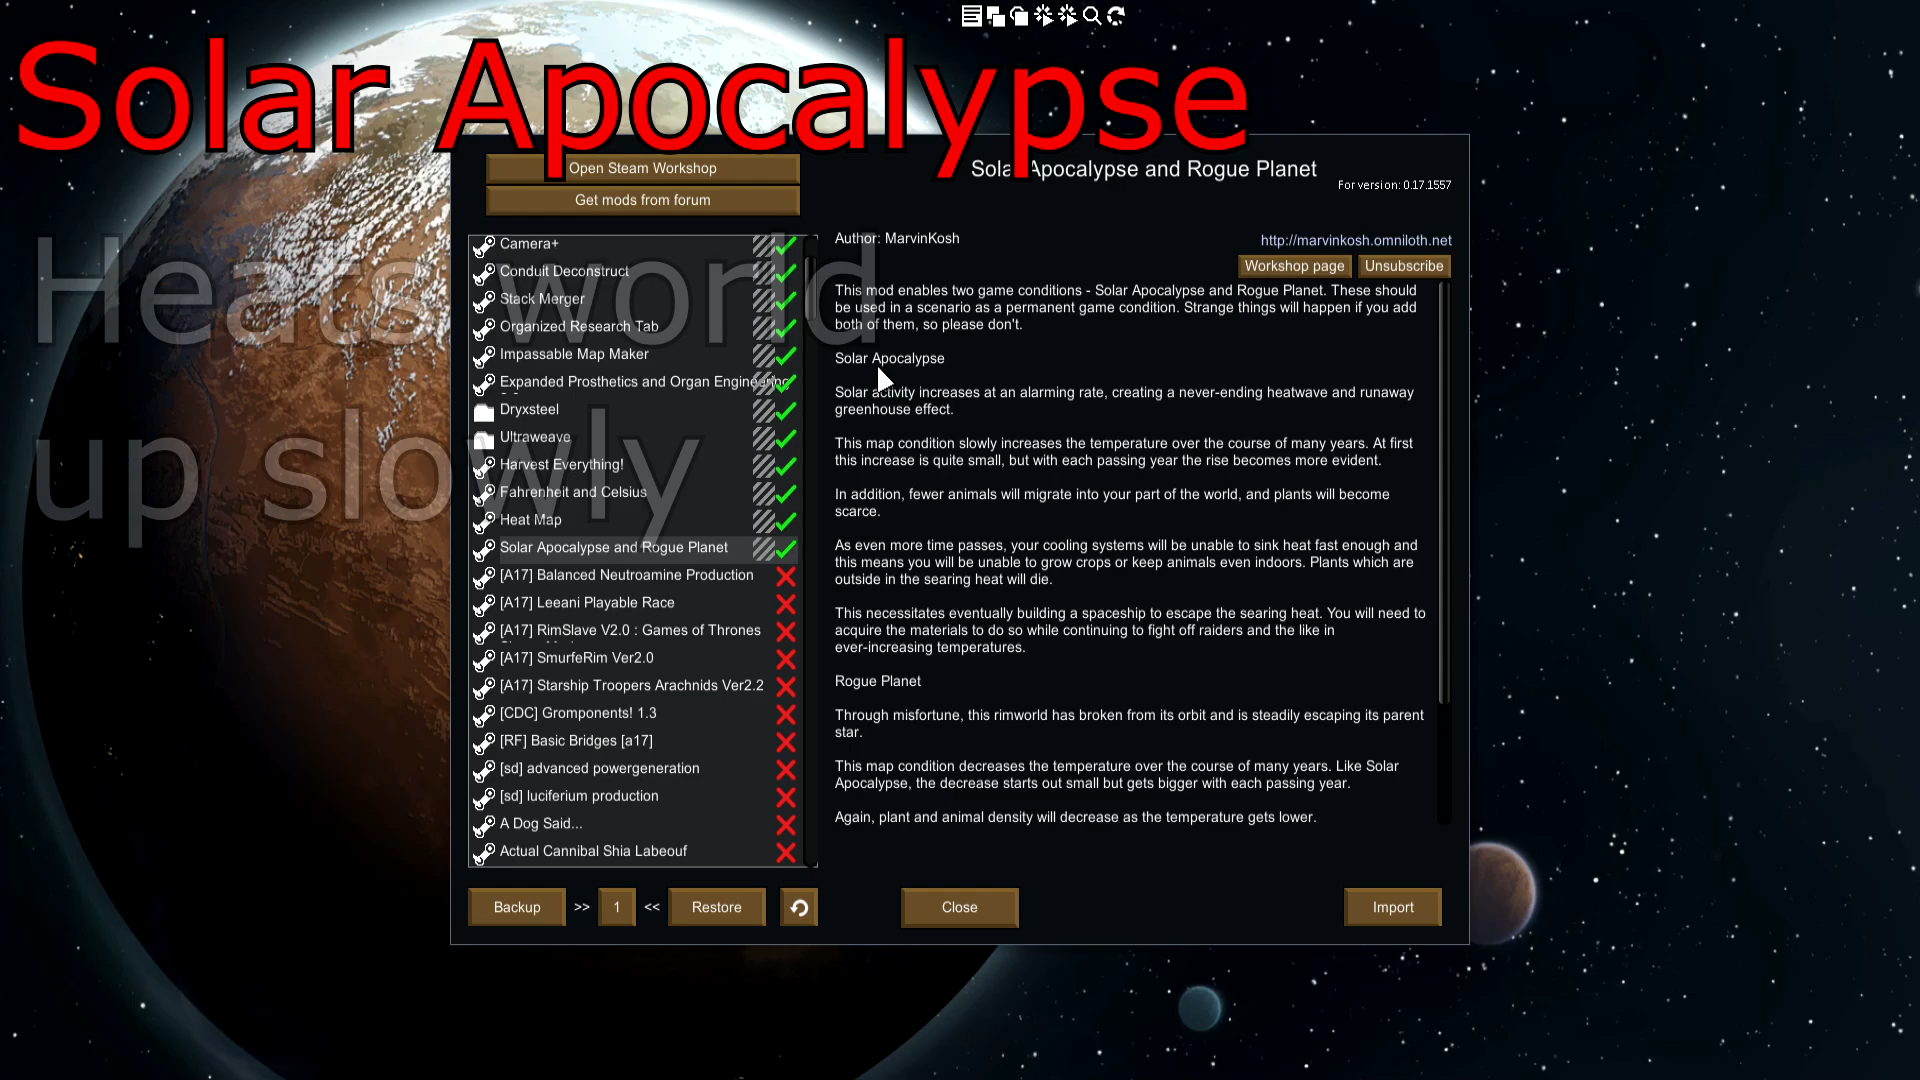 Solar Apocalypse
Heats world
up slowly
Open Steam Workshop
Get mods from forum
Camera+
Conduit Deconstruct
Stack Merger
Organized Research Tab
Impassable Map Maker
Expanded Prosthetics and Organ Engineering
Dryxsteel
Ultraweave
Harvest Everything!
Fahrenheit and Celsius
Heat Map
Solar Apocalypse and Rogue Planet
[A17] Balanced Neutroamine Production
[A17] Leeani Playable Race
[A17] RimSlave V2.0 : Games of Thrones
[A17] SmurfeRim Ver2.0
[A17] Starship Troopers Arachnids Ver2.2
[CDC] Gromponents! 1.3
[RF] Basic Bridges [a17]
[sd] advanced powergeneration
[sd] luciferium production
A Dog Said...
Actual Cannibal Shia Labeouf
Backup >> 1 << Restore
Solar Apocalypse and Rogue Planet
For version: 0.17.1557
Author: MarvinKosh
http://marvinkosh.omniloth.net
Workshop page Unsubscribe
This mod enables two game conditions - Solar Apocalypse and Rogue Planet. These should
be used in a scenario as a permanent game condition. Strange things will happen if you add
both of them, so please don't.
Solar Apocalypse
Solar activity increases at an alarming rate, creating a never-ending heatwave and runaway
greenhouse effect.
This map condition slowly increases the temperature over the course of many years. At first
this increase is quite small, but with each passing year the rise becomes more evident.
In addition, fewer animals will migrate into your part of the world, and plants will become
scarce.
As even more time passes, your cooling systems will be unable to sink heat fast enough and
this means you will be unable to grow crops or keep animals even indoors. Plants which are
outside in the searing heat will die.
This necessitates eventually building a spaceship to escape the searing heat. You will need to
acquire the materials to do so while continuing to fight off raiders and the like in
ever-increasing temperatures.
Rogue Planet
Through misfortune, this rimworld has broken from its orbit and is steadily escaping its parent
star.
This map condition decreases the temperature over the course of many years. Like Solar
Apocalypse, the decrease starts out small but gets bigger with each passing year.
Again, plant and animal density will decrease as the temperature gets lower.
Close
Import